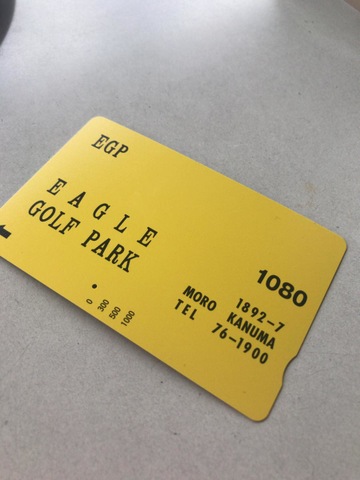 EGP
EAGLE
GOLF PARK
1080
1892-7
MORO KANUMA
TEL 76-1900
0
300
500
1000